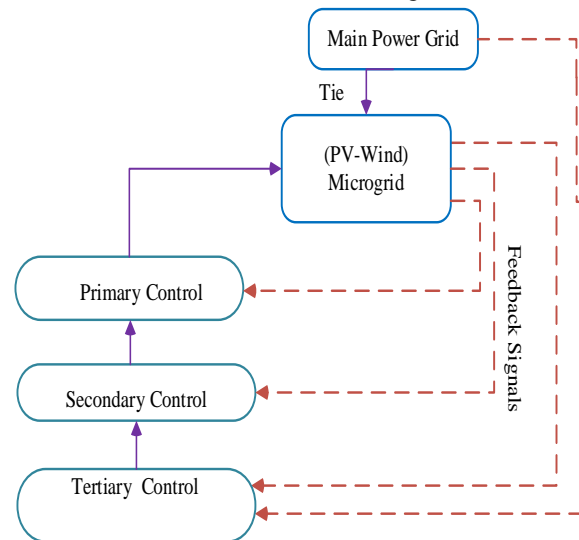 Main Power Grid
Tie
(PV-Wind)
Microgrid
Feedback Signals
Primary Control
Secondary Control
Tertiary Control